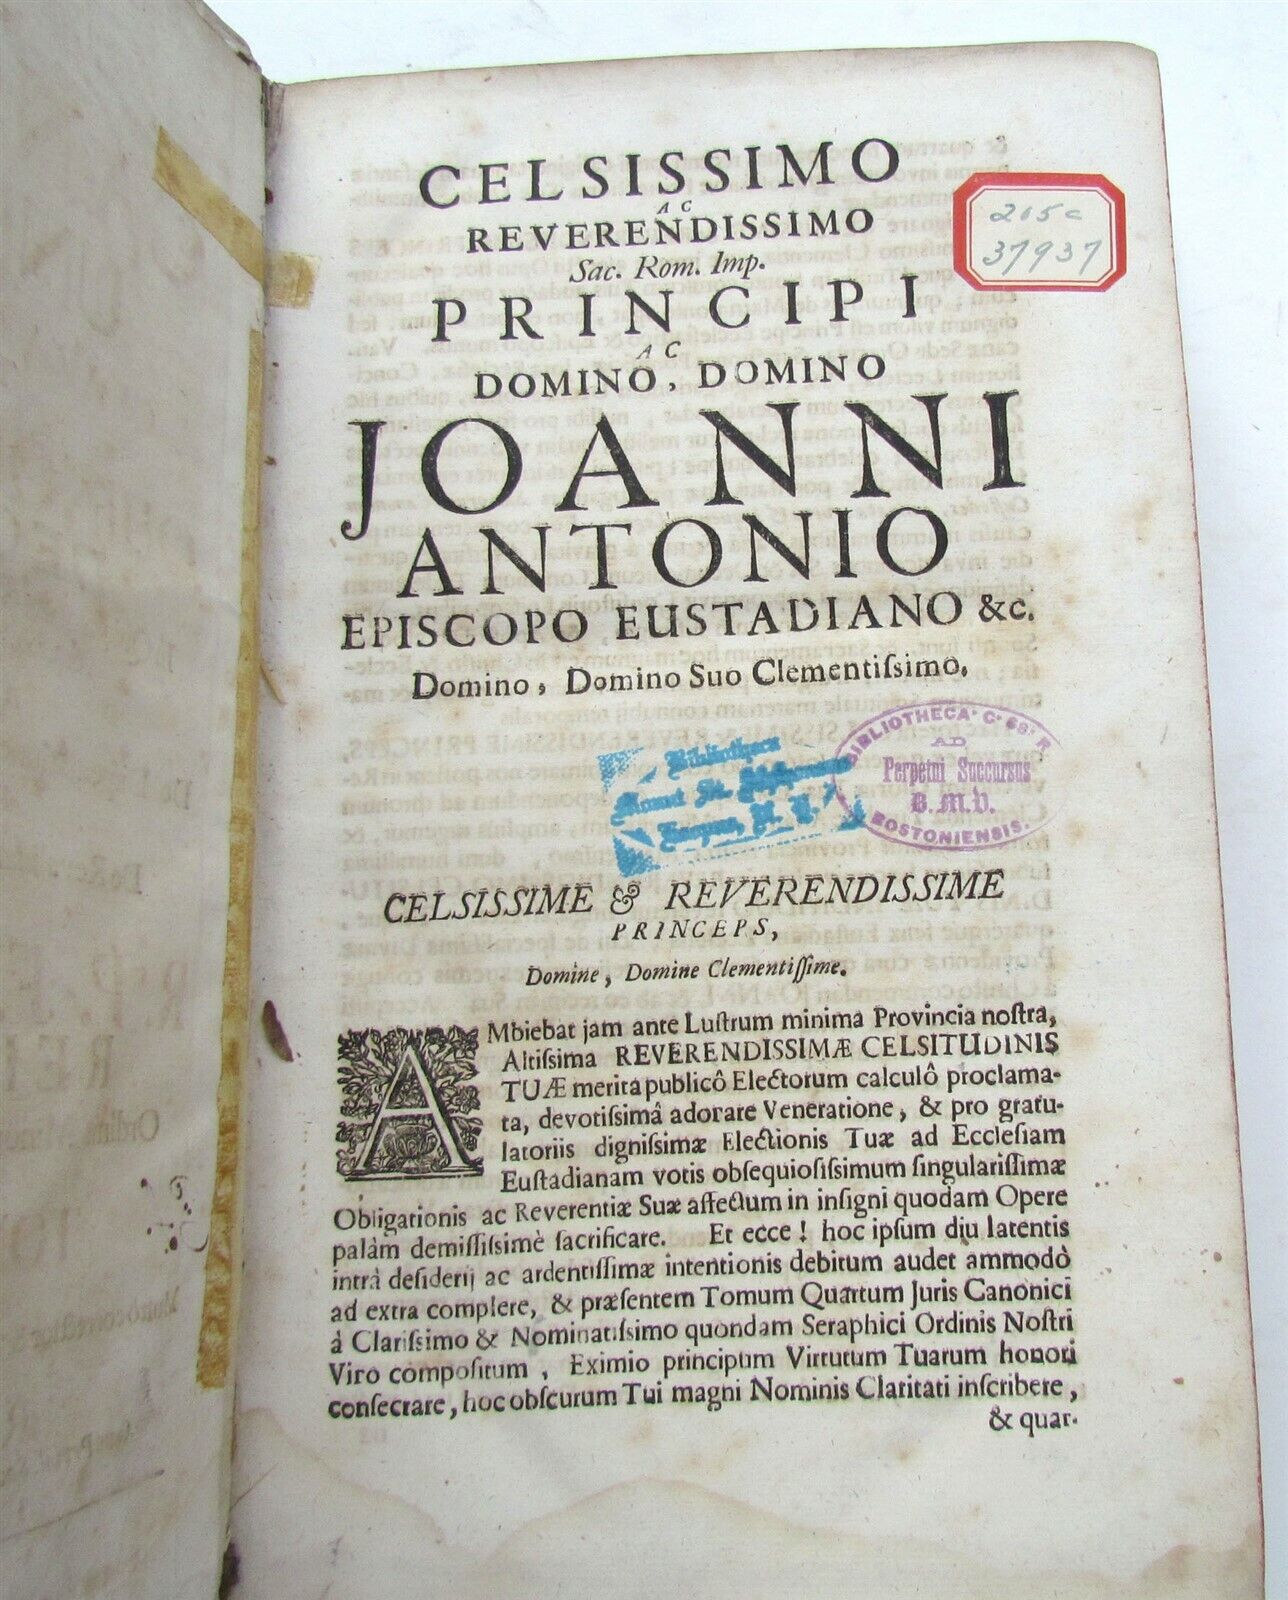 CELSISSIMO
AC
REVERENDISSIMO
Sac. Rom. Imp.
PRINCIPI
AC
DOMINO, DOMINO
JOANNI
ANTONIO
EPISCOPO EUSTADIANO &c.
Domino, Domino Suo Clementiſsimo.
205c
37937
Bibliotheca
Mount St.
N. Y.
BIBLIOTHECA C. SS. R.
AD
Perpetui Succursus
B.M.V.
BOSTONIENSIS.
CELSISSIME & REVERENDISSIME
PRINCEPS,
Domine, Domine Clementiſſime.
AMbiebat jam ante Luſtrum minima Provincia noſtra,
Altiſsima REVERENDISSIMÆ CELSITUDINIS
TUÆ merita publicô Electorum calculô proclama-
ta, devotiſsimâ adorare Veneratione, & pro gratu-
latoriis digniſsimæ Electionis Tuæ ad Eccleſiam
Euſtadianam votis obſequioſiſsimum ſingulariſſimæ
Obligationis ac Reverentiæ Suæ affectum in inſigni quodam Opere
palàm demiſſiſsimè ſacrificare. Et ecce ! hoc ipſum diu latentis
intrà deſiderij ac ardentiſſimæ intentionis debitum audet ammodò
ad extra complere, & præſentem Tomum Quartum Juris Canonici
à Clariſsimo & Nominatiſsimo quondam Seraphici Ordinis Noſtri
Viro compoſitum, Eximio principum Virtutum Tuarum honori
conſecrare, hoc obſcurum Tui magni Nominis Claritati inſcribere,
& quar-